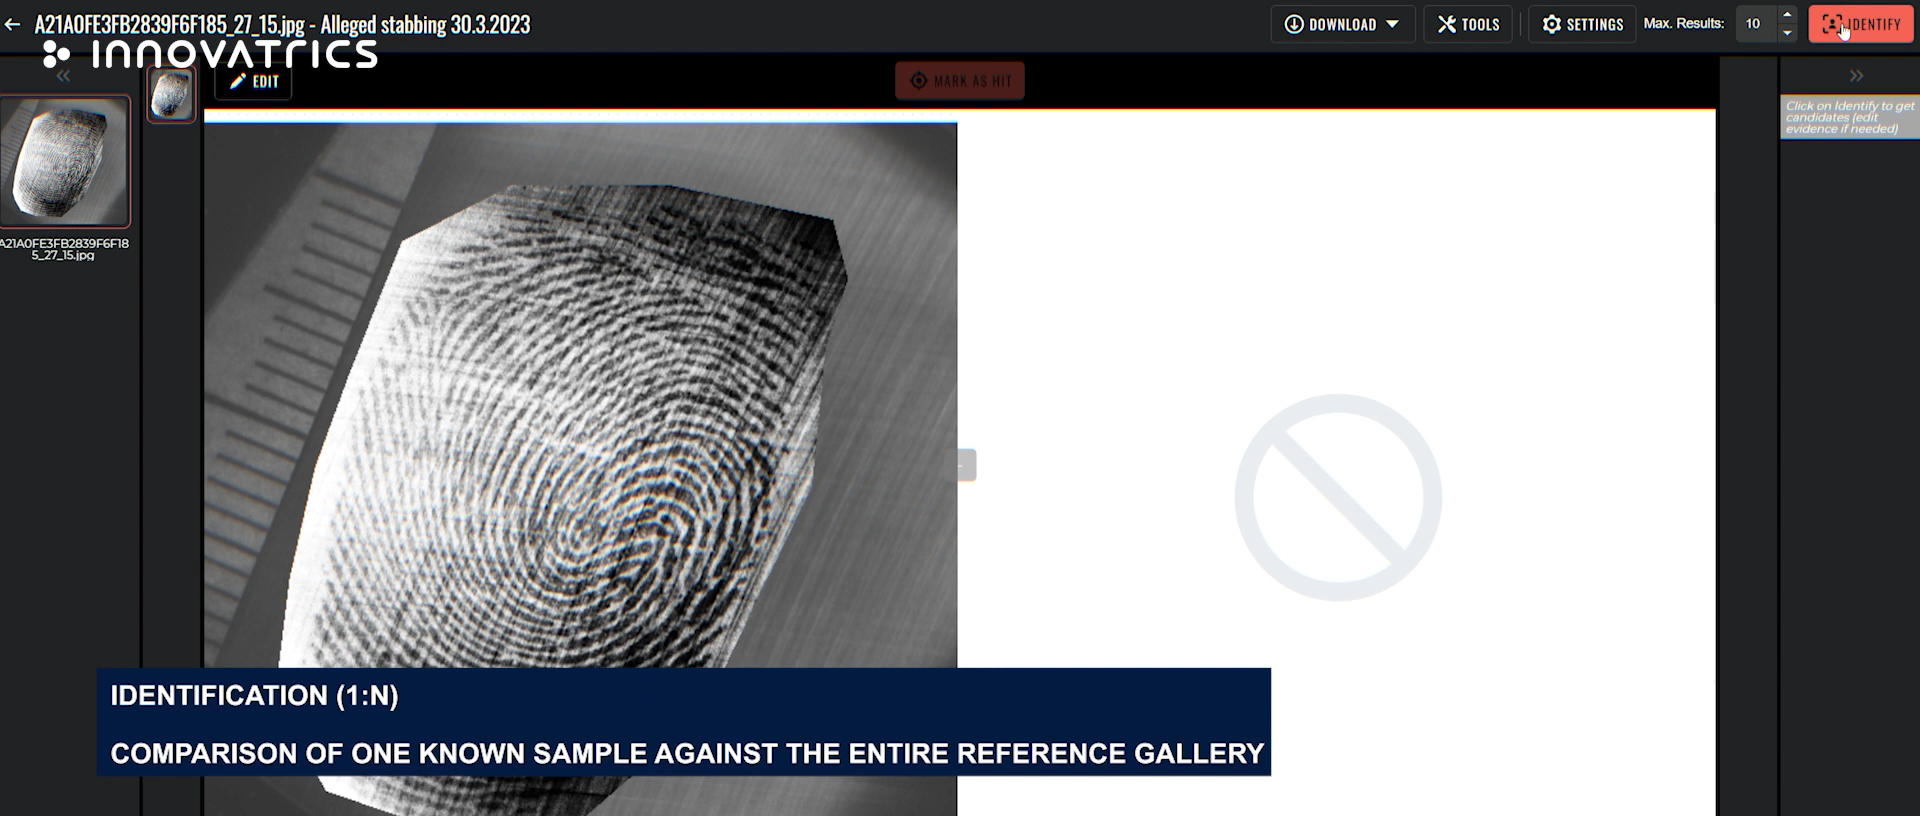 A21A0FE3FB2839F6F185_27_15.jpg - Alleged stabbing 30.3.2023
DOWNLOAD
TOOLS
SETTINGS
Max. Results:
10
IDENTIFY
INNOVATRICS
EDIT
MARK AS HIT
Click on Identify to get
candidates (edit
evidence if needed)
A21A0FE3FB2839F6F18
5_27_15.jpg
IDENTIFICATION (1:N)
COMPARISON OF ONE KNOWN SAMPLE AGAINST THE ENTIRE REFERENCE GALLERY